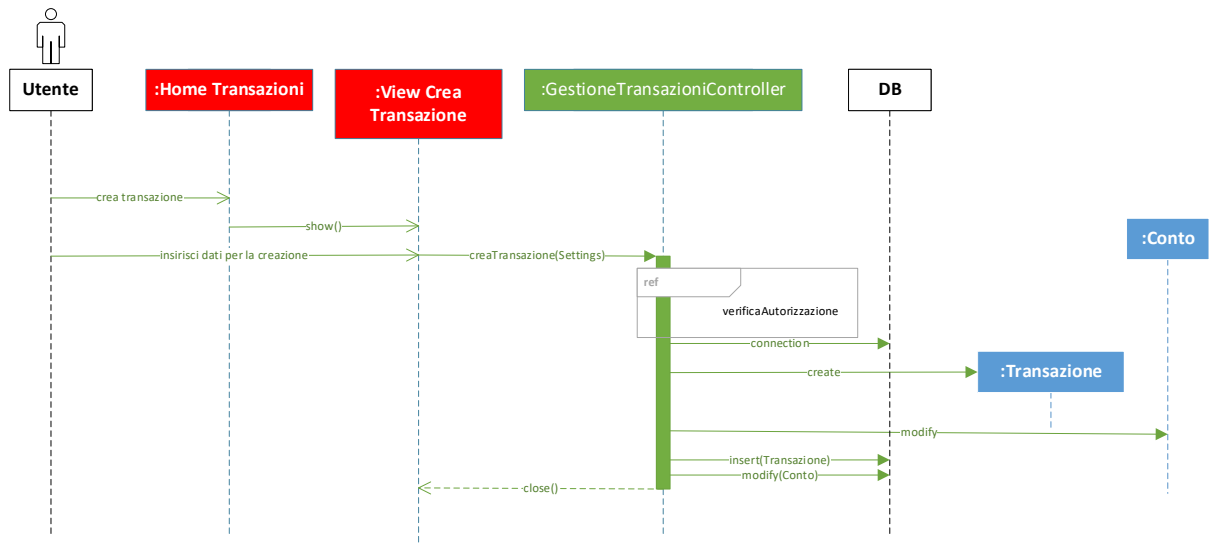 Utente
:Home Transazioni
:View Crea
Transazione
:GestioneTransazioniController
DB
crea transazione
show()
:Conto
insirisci dati per la creazione
creaTransazione(Settings)
ref
verificaAutorizzazione
connection
create
:Transazione
modify
insert(Transazione)
modify(Conto)
close()